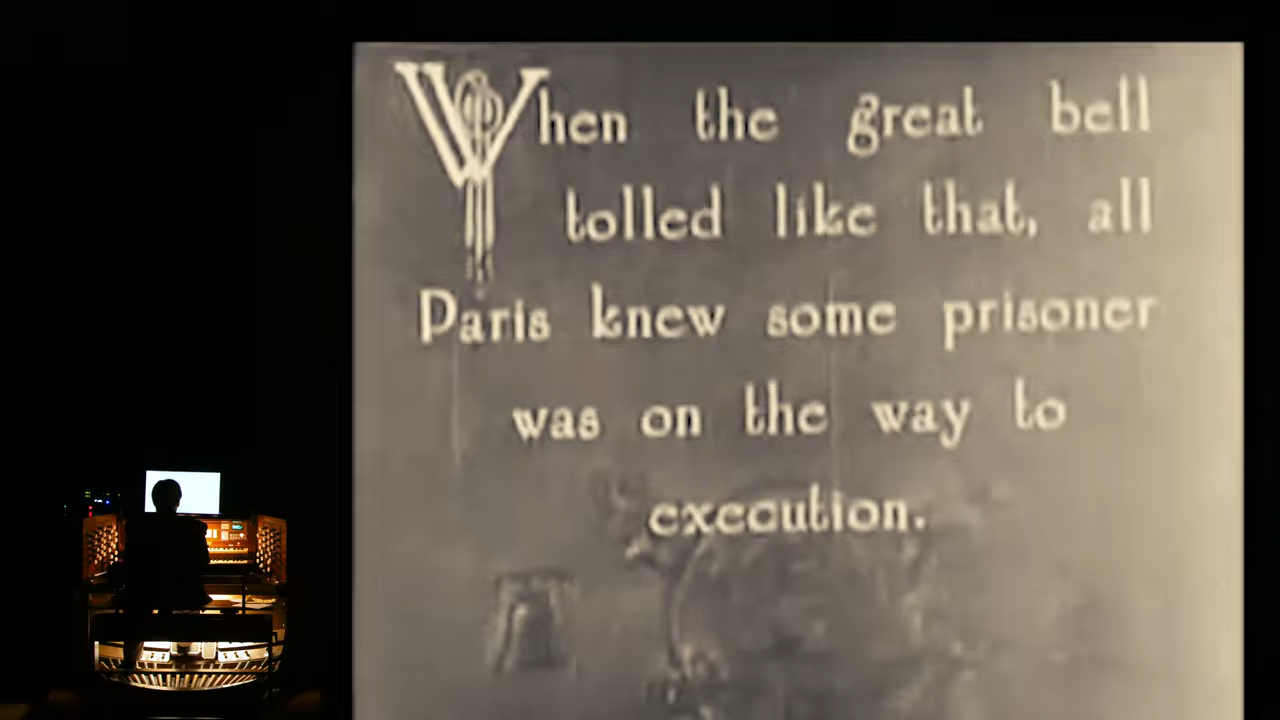 When the great bell
tolled like that, all
Paris knew some prisoner
was on the way to
execution.